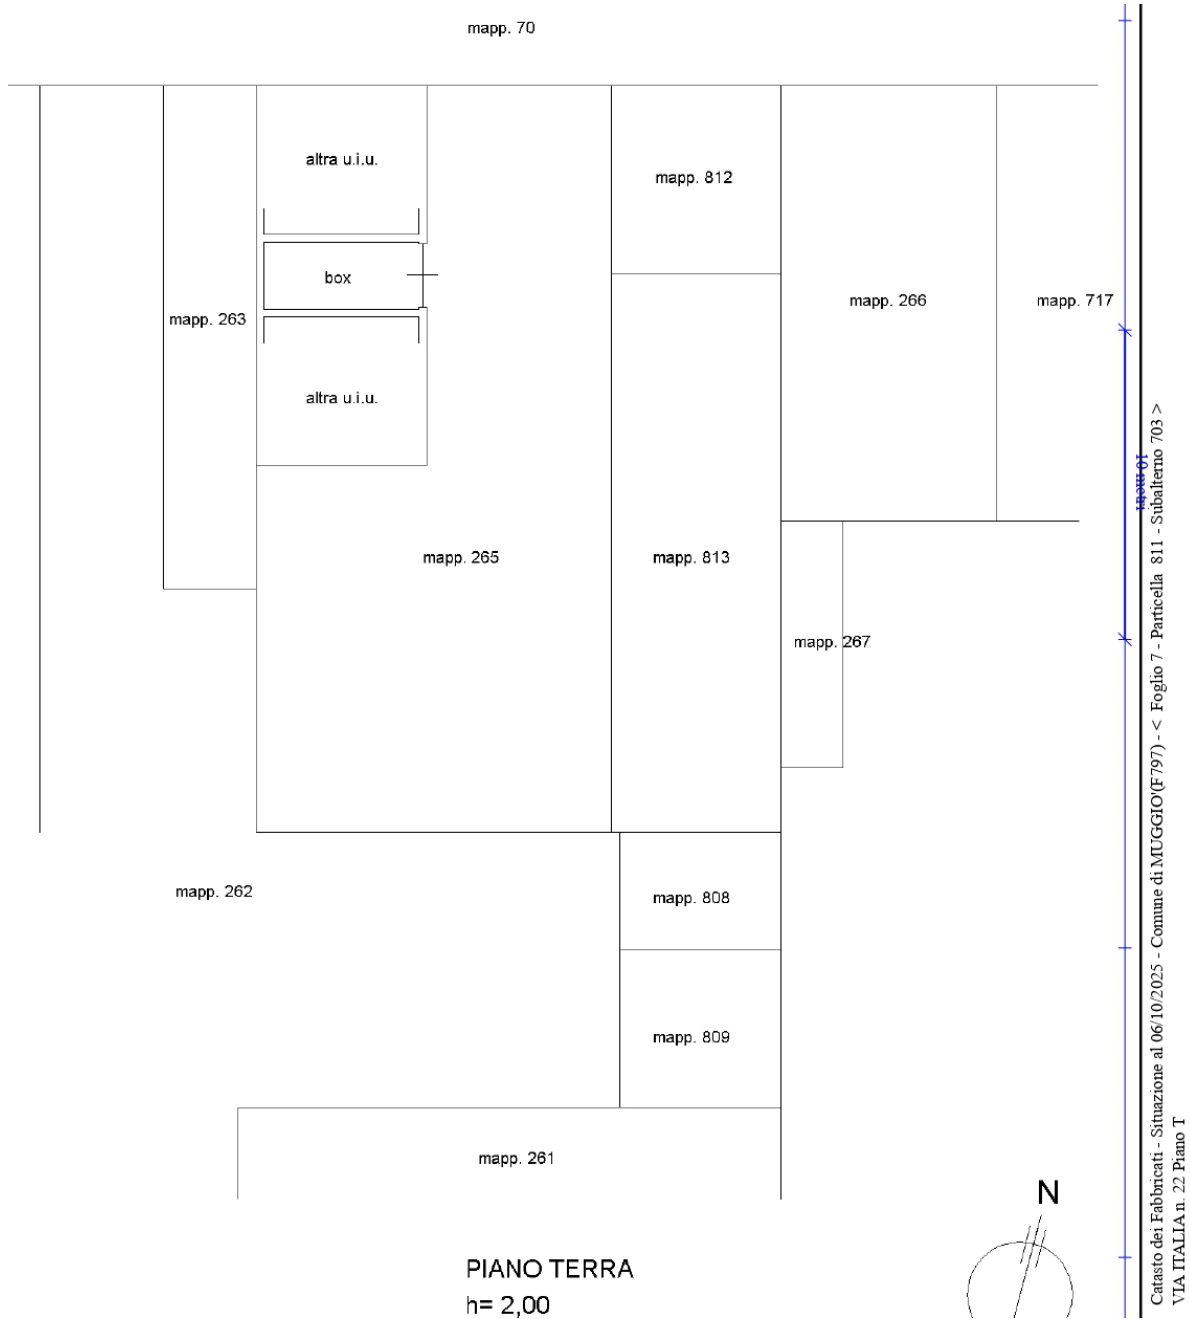 mapp. 70
altra u.i.u.
mapp. 812
box
mapp. 266
mapp. 717
mapp. 263
altra u.i.u.
10 metri
mapp. 265
mapp. 813
mapp. 267
mapp. 262
mapp. 808
mapp. 809
mapp. 261
N
PIANO TERRA
h= 2,00
Catasto dei Fabbricati - Situazione al 06/10/2025 - Comune di MUGGIO'(F797) - < Foglio 7 - Particella 811 - Subalterno 703 >
VIA ITALIA n. 22 Piano T